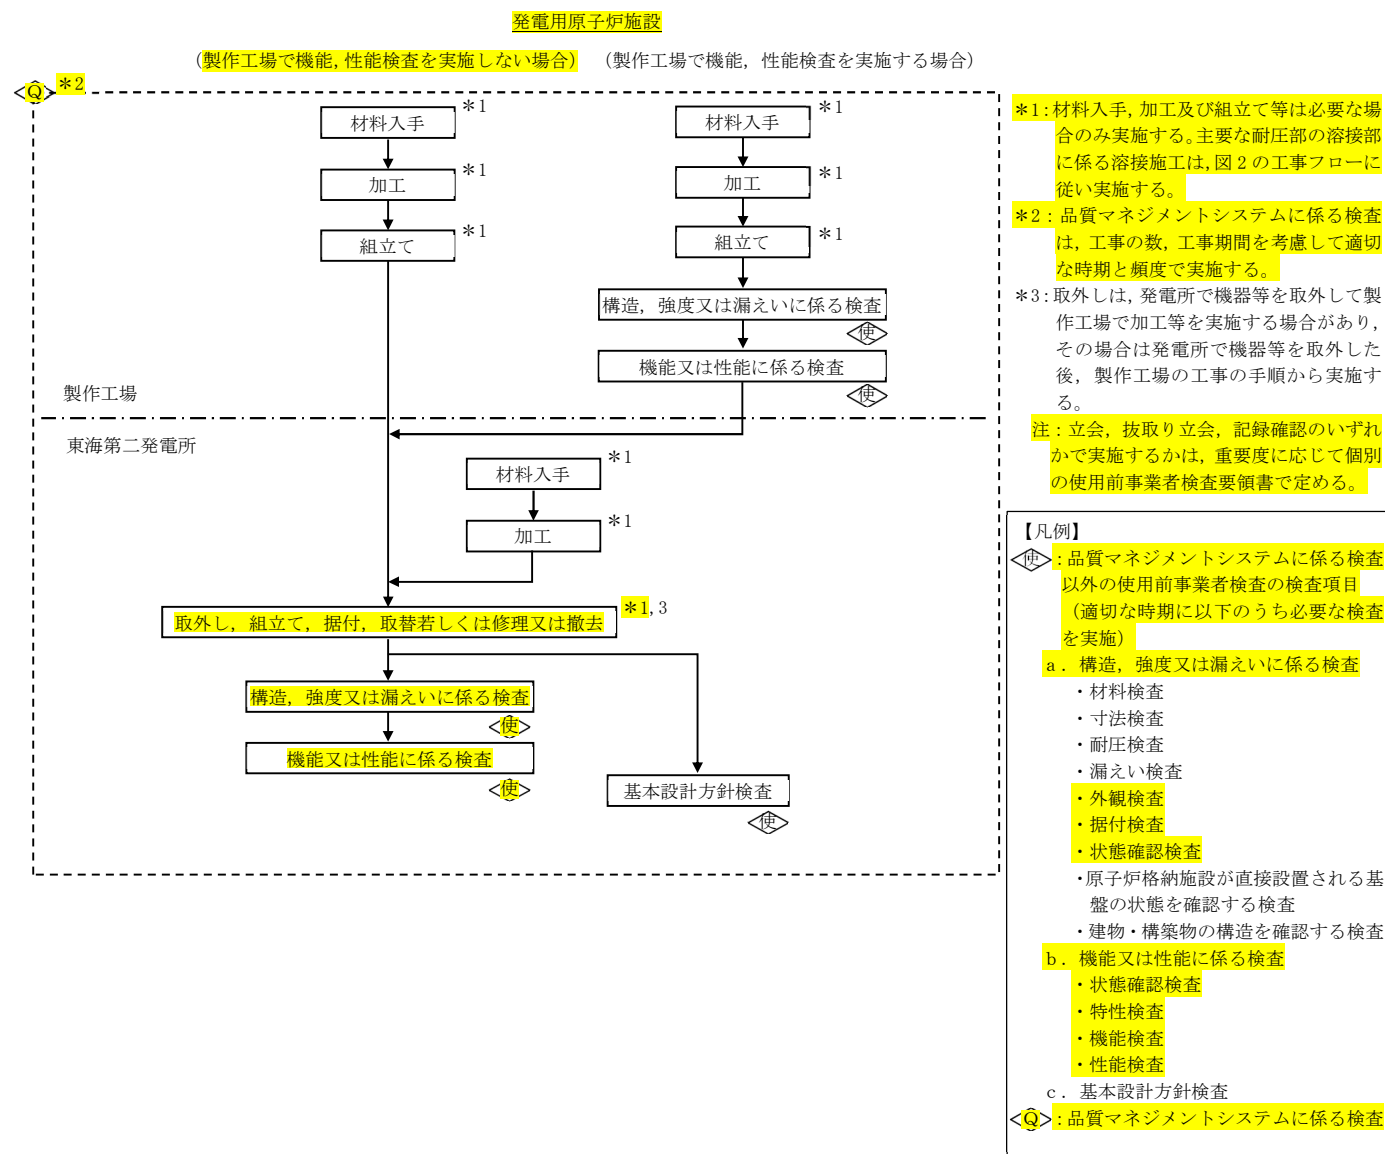 発電用原子炉施設
(製作工場で機能,性能検査を実施しない場合) (製作工場で機能, 性能検査を実施する場合)
Q *2
材料入手 *1
加工 *1
組立て *1
材料入手 *1
加工 *1
組立て *1
構造, 強度又は漏えいに係る検査
使
機能又は性能に係る検査
使
製作工場
東海第二発電所
材料入手 *1
加工 *1
取外し, 組立て, 据付, 取替若しくは修理又は撤去 *1,3
構造, 強度又は漏えいに係る検査
使
機能又は性能に係る検査
使
基本設計方針検査
使
*1:材料入手,加工及び組立て等は必要な場
合のみ実施する。主要な耐圧部の溶接部
に係る溶接施工は,図2の工事フローに
従い実施する。
*2:品質マネジメントシステムに係る検査
は, 工事の数, 工事期間を考慮して適切
な時期と頻度で実施する。
*3:取外しは, 発電所で機器等を取外して製
作工場で加工等を実施する場合があり,
その場合は発電所で機器等を取外した
後, 製作工場の工事の手順から実施す
る。
注:立会, 抜取り立会, 記録確認のいずれ
かで実施するかは, 重要度に応じて個別
の使用前事業者検査要領書で定める。
【凡例】
使:品質マネジメントシステムに係る検査
以外の使用前事業者検査の検査項目
(適切な時期に以下のうち必要な検査
を実施)
a. 構造, 強度又は漏えいに係る検査
・材料検査
・寸法検査
・耐圧検査
・漏えい検査
・外観検査
・据付検査
・状態確認検査
・原子炉格納施設が直接設置される基
盤の状態を確認する検査
・建物・構築物の構造を確認する検査
b. 機能又は性能に係る検査
・状態確認検査
・特性検査
・機能検査
・性能検査
c. 基本設計方針検査
Q:品質マネジメントシステムに係る検査